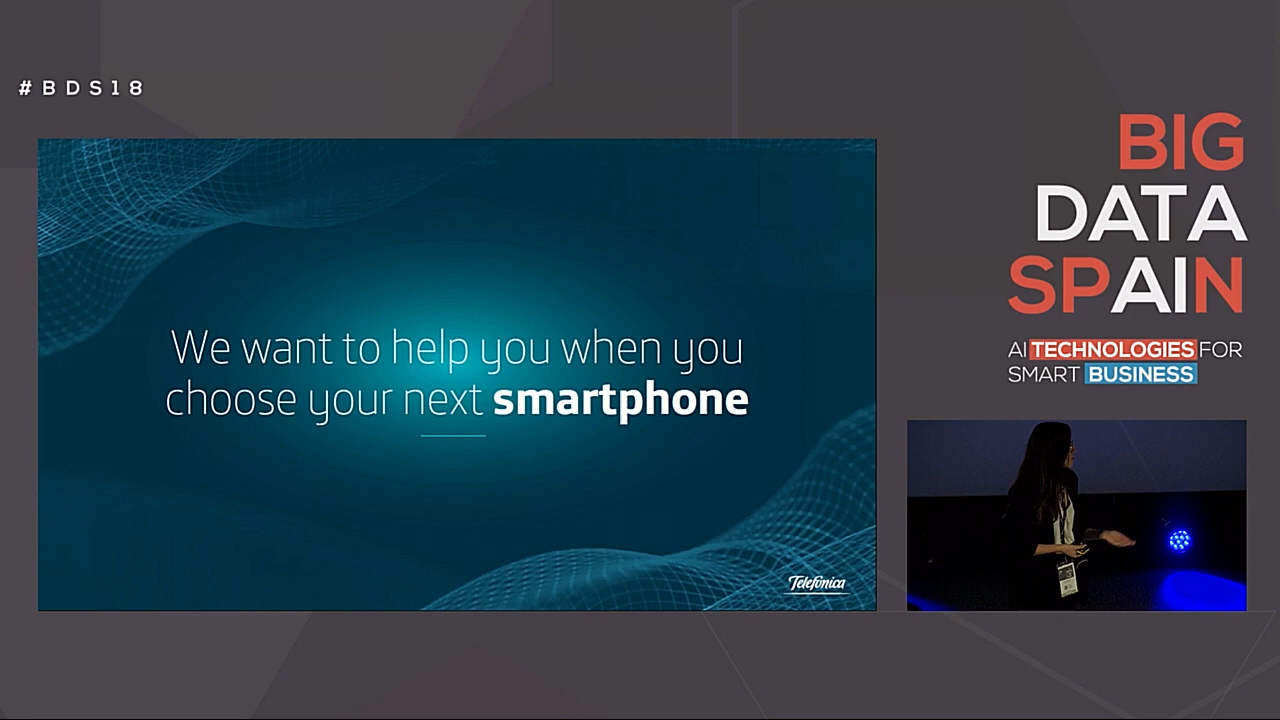 #BDS18
We want to help you when you
choose your next smartphone
Telefónica
BIG
DATA
SPAIN
AI TECHNOLOGIES FOR
SMART BUSINESS